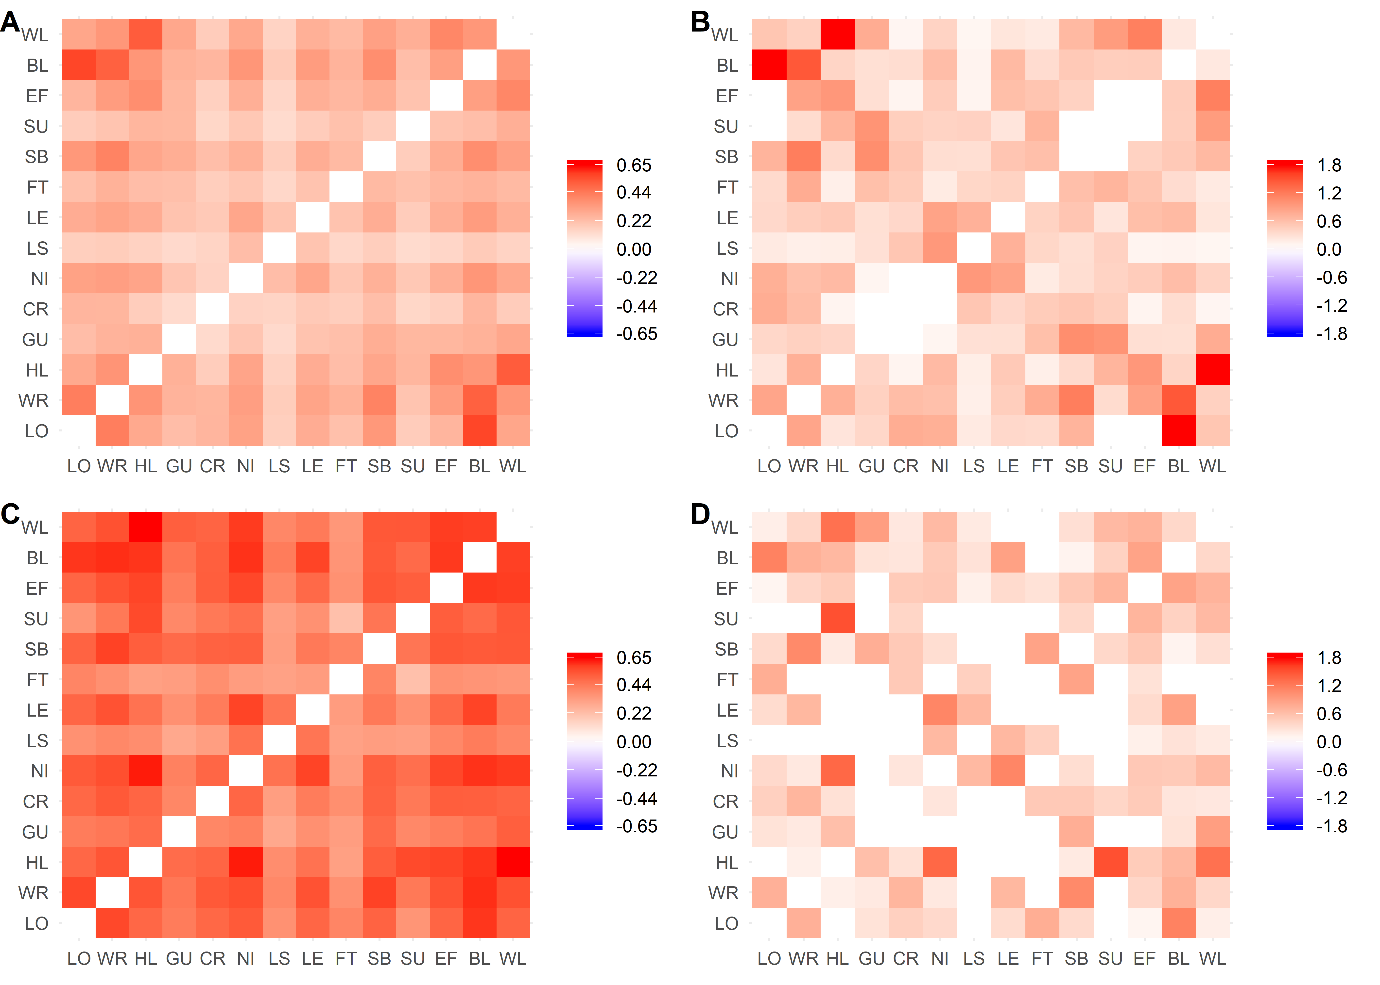 A
WL
BL
EF
SU
SB
FT
LE
LS
NI
CR
GU
HL
WR
LO
LO WR HL GU CR NI LS LE FT SB SU EF BL WL
0.65
0.44
0.22
0.00
-0.22
-0.44
-0.65
B
WL
BL
EF
SU
SB
FT
LE
LS
NI
CR
GU
HL
WR
LO
LO WR HL GU CR NI LS LE FT SB SU EF BL WL
1.8
1.2
0.6
0.0
-0.6
-1.2
-1.8
C
WL
BL
EF
SU
SB
FT
LE
LS
NI
CR
GU
HL
WR
LO
LO WR HL GU CR NI LS LE FT SB SU EF BL WL
0.65
0.44
0.22
0.00
-0.22
-0.44
-0.65
D
WL
BL
EF
SU
SB
FT
LE
LS
NI
CR
GU
HL
WR
LO
LO WR HL GU CR NI LS LE FT SB SU EF BL WL
1.8
1.2
0.6
0.0
-0.6
-1.2
-1.8